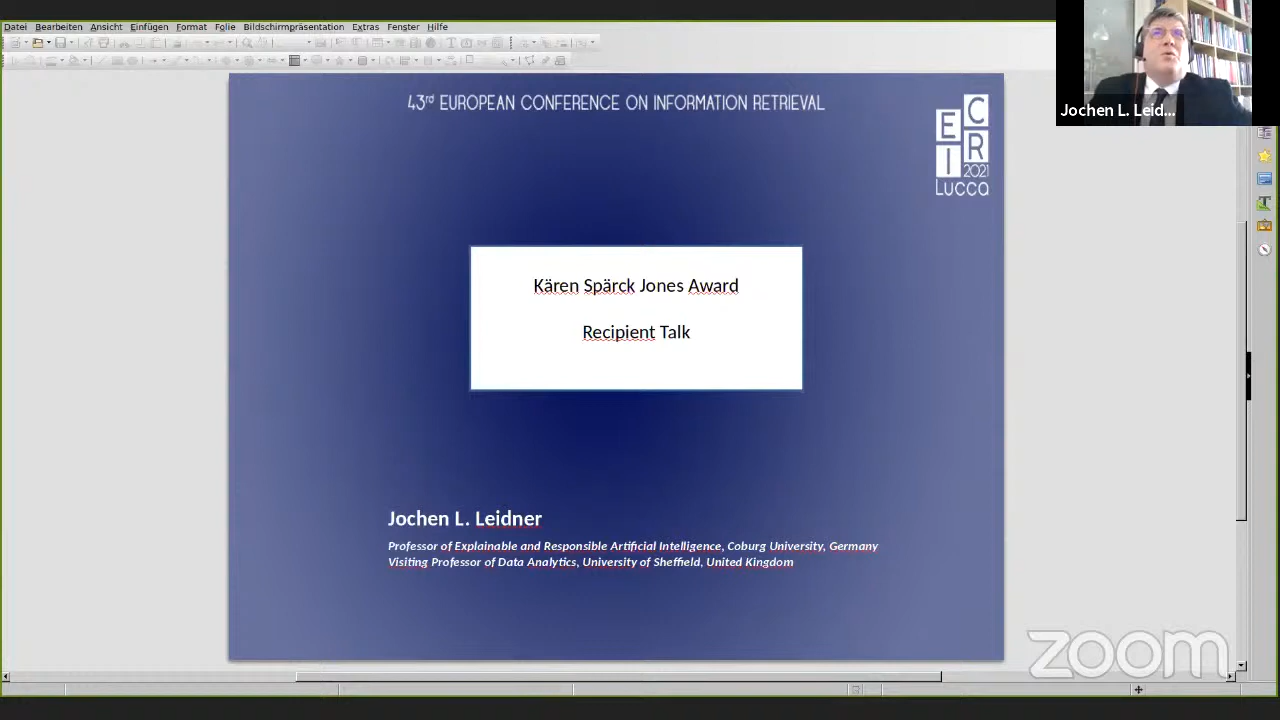 Datei Bearbeiten Ansicht Einfügen Format Folie Bildschirmpräsentation Extras Fenster Hilfe
43rd EUROPEAN CONFERENCE ON INFORMATION RETRIEVAL
E C
I R
2021
Lucca
Jochen L. Leid...
Kären Spärck Jones Award
Recipient Talk
Jochen L. Leidner
Professor of Explainable and Responsible Artificial Intelligence, Coburg University, Germany
Visiting Professor of Data Analytics, University of Sheffield, United Kingdom
zoom